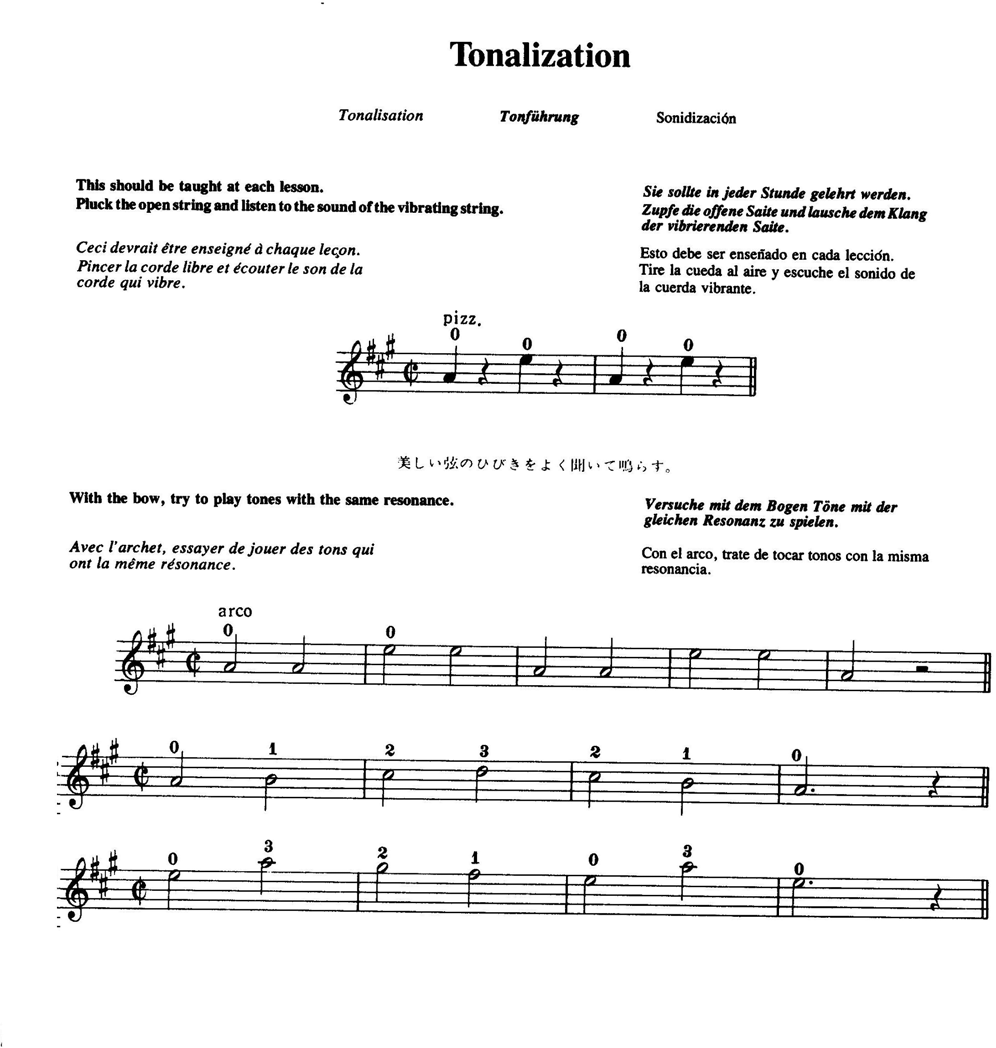 Tonalization
Tonalisation Tonführung Sonidización
This should be taught at each lesson.
Pluck the open string and listen to the sound of the vibrating string.
Ceci devrait être enseigné à chaque leçon.
Pincer la corde libre et écouter le son de la
corde qui vibre.
Sie sollte in jeder Stunde gelehrt werden.
Zupfe die offene Saite und lausche dem Klang
der vibrierenden Saite.
Esto debe ser enseñado en cada lección.
Tire la cueda al aire y escuche el sonido de
la cuerda vibrante.
pizz.
0 0 0 0
美しい弦のひびきをよく聞いて鳴らす。
With the bow, try to play tones with the same resonance.
Avec l'archet, essayer de jouer des tons qui
ont la même résonance.
Versuche mit dem Bogen Töne mit der
gleichen Resonanz zu spielen.
Con el arco, trate de tocar tonos con la misma
resonancia.
arco
0 0
0 1 2 3 2 1 0
0 3 2 1 0 3 0